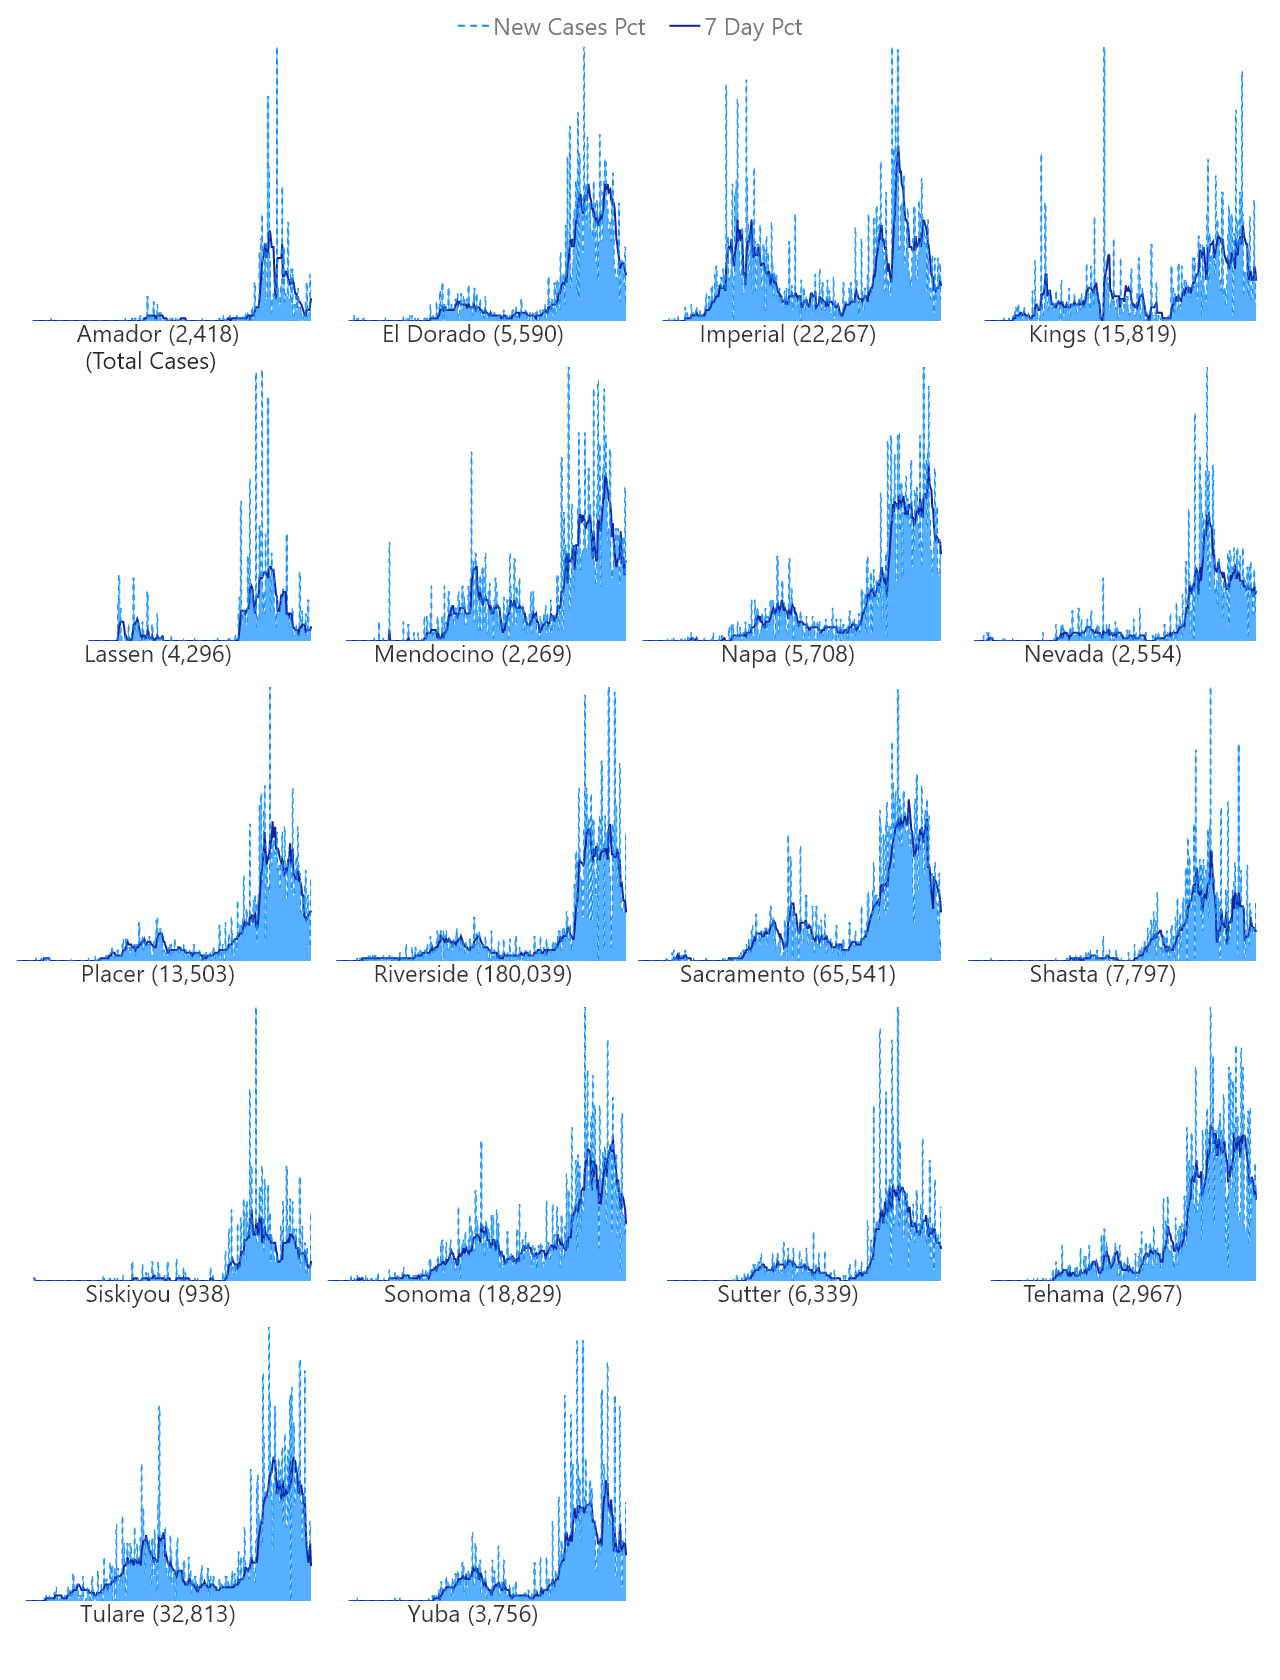 New Cases Pct 7 Day Pct
Amador (2,418)
(Total Cases)
El Dorado (5,590)
Imperial (22,267)
Kings (15,819)
Lassen (4,296)
Mendocino (2,269)
Napa (5,708)
Nevada (2,554)
Placer (13,503)
Riverside (180,039)
Sacramento (65,541)
Shasta (7,797)
Siskiyou (938)
Sonoma (18,829)
Sutter (6,339)
Tehama (2,967)
Tulare (32,813)
Yuba (3,756)